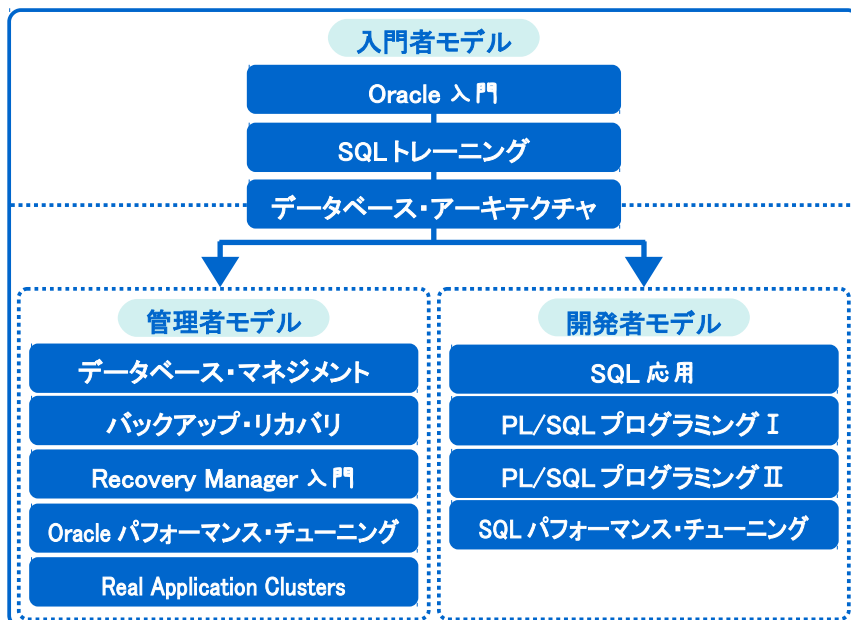 入門者モデル
Oracle 入門
SQLトレーニング
データベース・アーキテクチャ
管理者モデル
データベース・マネジメント
バックアップ・リカバリ
Recovery Manager 入門
Oracle パフォーマンス・チューニング
Real Application Clusters
開発者モデル
SQL 応用
PL/SQL プログラミング Ⅰ
PL/SQL プログラミング Ⅱ
SQL パフォーマンス・チューニング